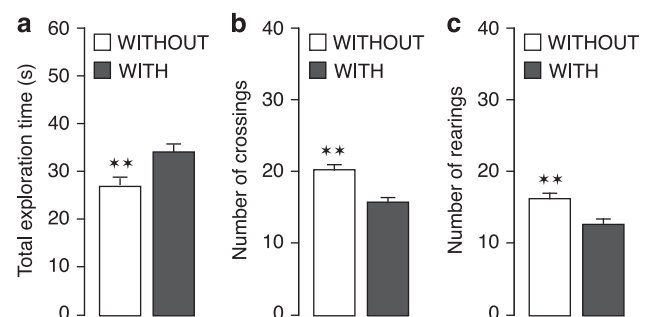 a
Total exploration time (s)
60
50
40
30
20
10
0
WITHOUT
WITH
**
b
Number of crossings
40
30
20
10
0
WITHOUT
WITH
**
c
Number of rearings
40
30
20
10
0
WITHOUT
WITH
**